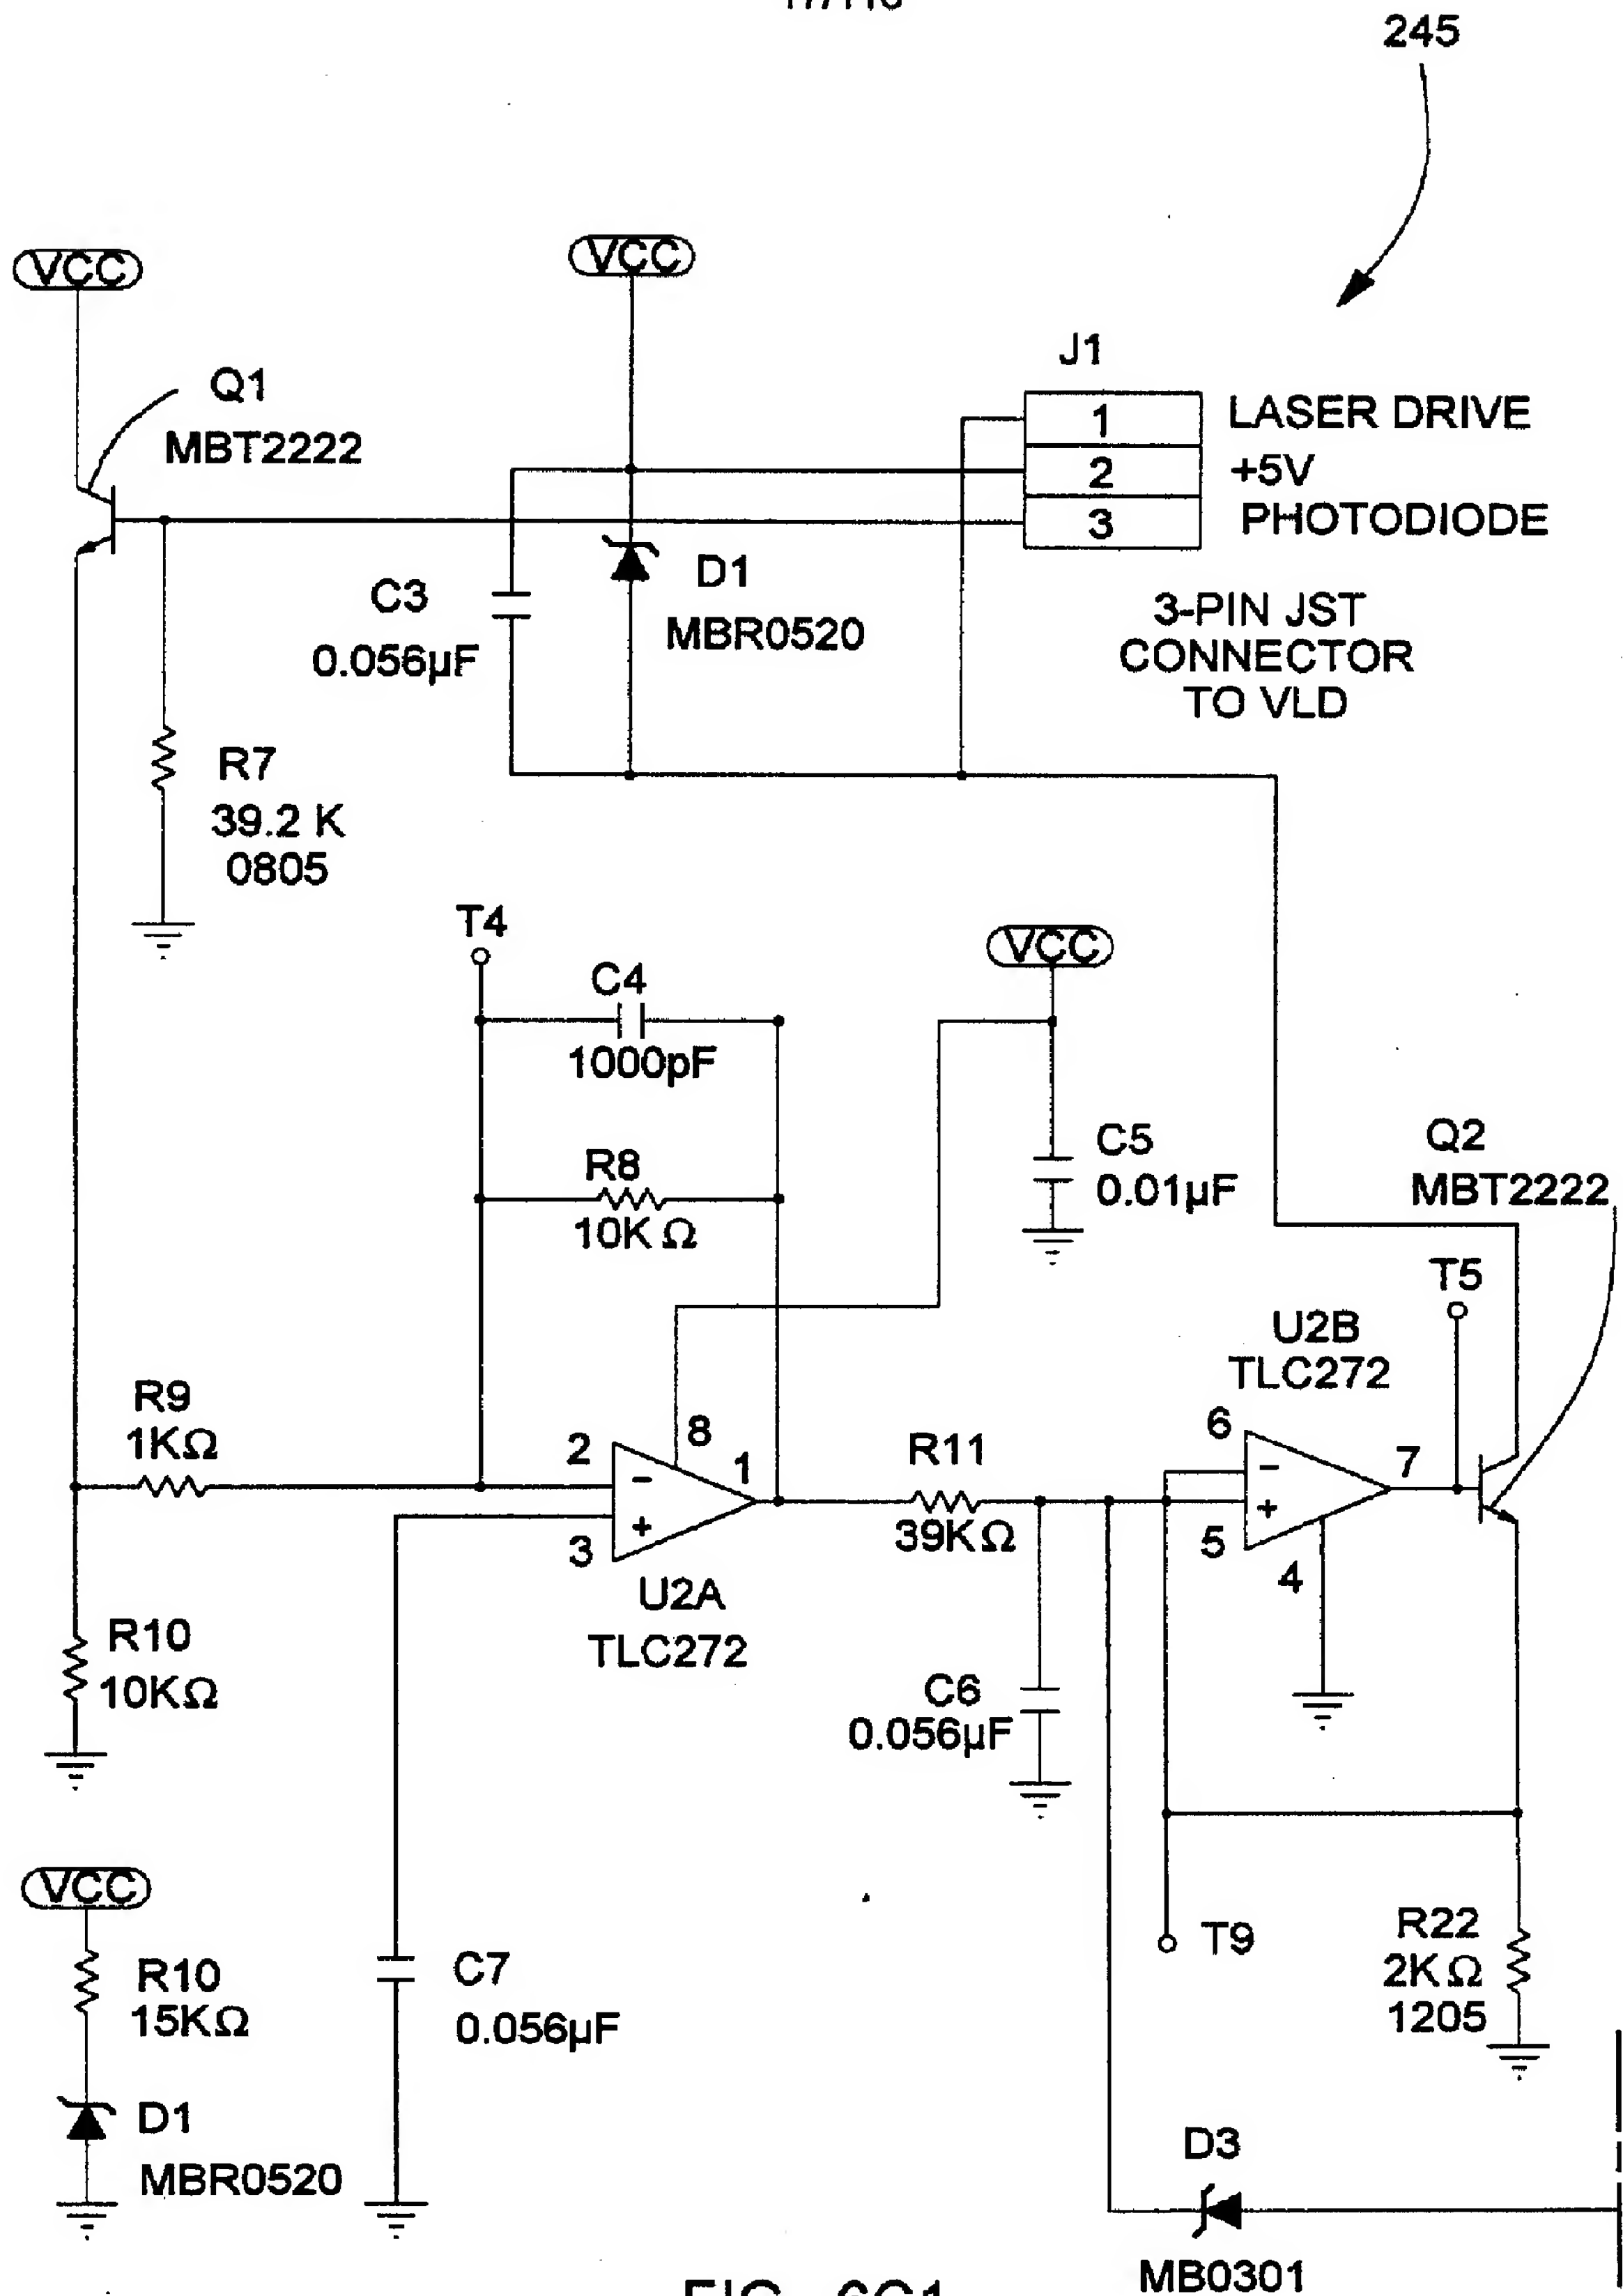 245
VCC
VCC
J1
Q1
MBT2222
1
LASER DRIVE
2
+5V
3
PHOTODIODE
D1
MBR0520
C3
0.056µF
3-PIN JST
CONNECTOR
TO VLD
R7
39.2 K
0805
T4
VCC
C4
1000pF
C5
0.01µF
Q2
MBT2222
R8
10K Ω
T5
U2B
TLC272
R9
1KΩ
2
8
1
R11
39KΩ
6
7
-
+
3
-
+
5
4
U2A
TLC272
R10
10KΩ
C6
0.056µF
VCC
T9
R22
2K Ω
1205
R10
15KΩ
C7
0.056µF
D1
MBR0520
D3
MB0301